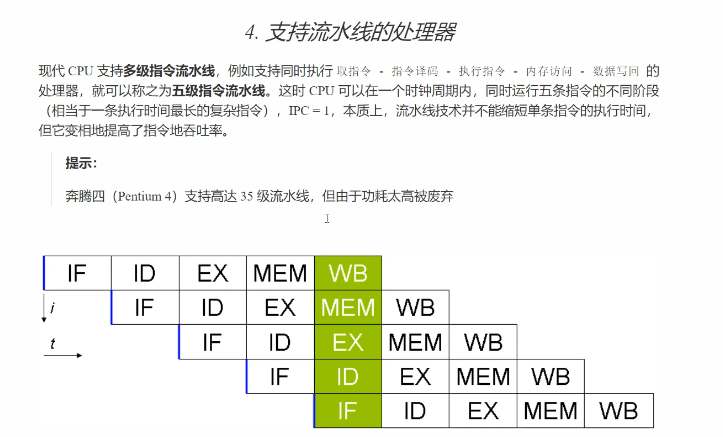 4. 支持流水线的处理器
现代 CPU 支持多级指令流水线，例如支持同时执行 取指令 - 指令译码 - 执行指令 - 内存访问 - 数据写回 的
处理器，就可以称之为五级指令流水线。这时 CPU 可以在一个时钟周期内，同时运行五条指令的不同阶段
（相当于一条执行时间最长的复杂指令），IPC = 1，本质上，流水线技术并不能缩短单条指令的执行时间，
但它变相地提高了指令地吞吐率。
提示：
奔腾四（Pentium 4）支持高达 35 级流水线，但由于功耗太高被废弃
IF ID EX MEM WB
i IF ID EX MEM WB
t IF ID EX MEM WB
IF ID EX MEM WB
IF ID EX MEM WB